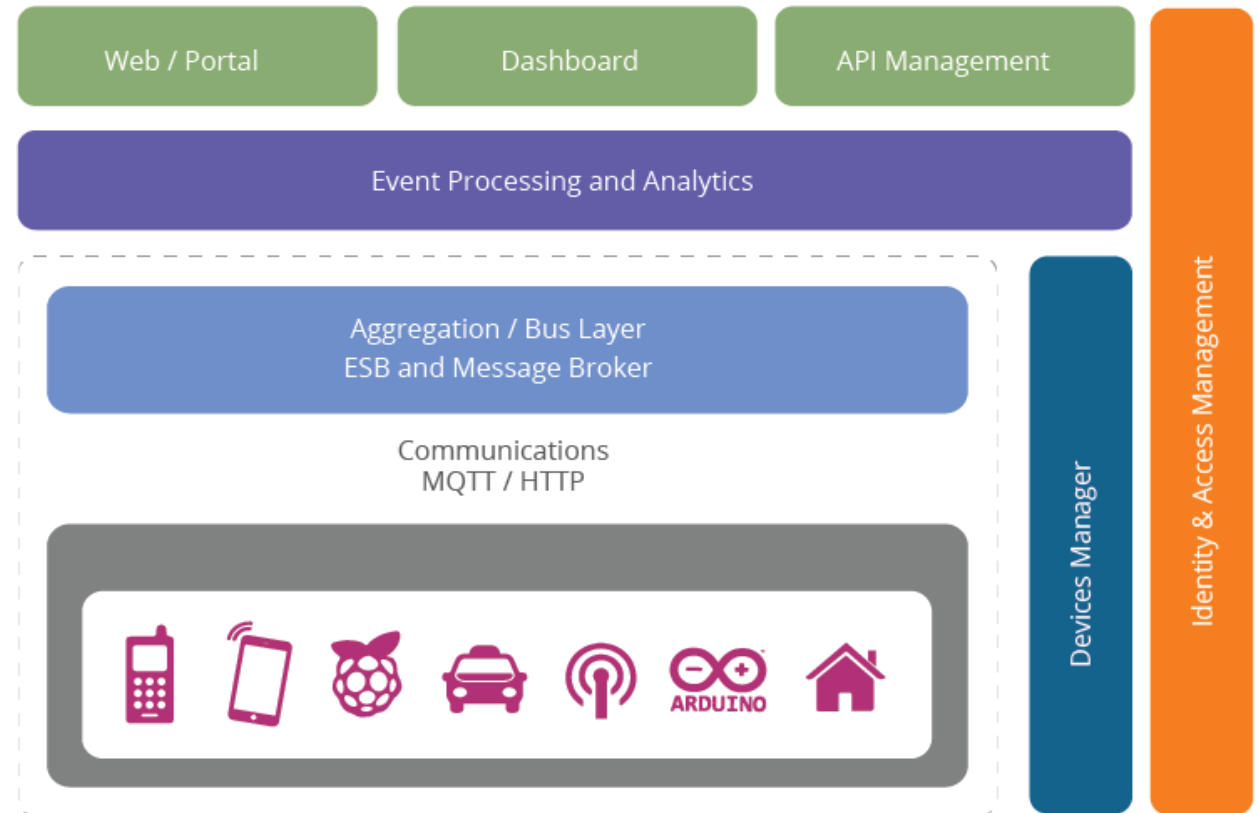 Web / Portal
Dashboard
API Management
Event Processing and Analytics
Aggregation / Bus Layer
ESB and Message Broker
Communications
MQTT / HTTP
ARDUINO
Devices Manager
Identity & Access Management